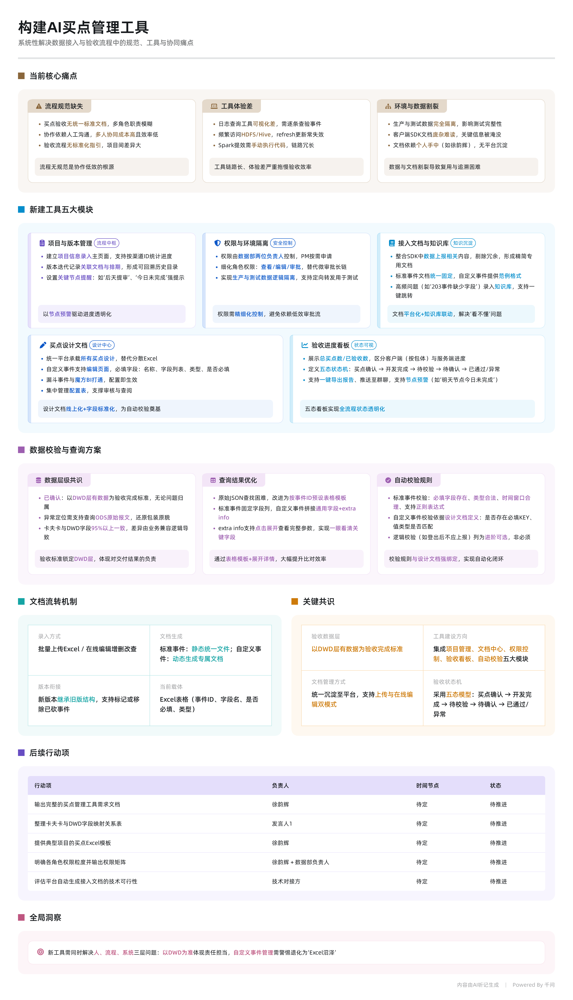 构建AI买点管理工具
系统性解决数据接入与验收流程中的规范、工具与协同痛点
当前核心痛点
流程规范缺失
买点验收无统一标准文档，多角色职责模糊
协作依赖人工沟通，多人协同成本高且效率低
验收流程无标准化指引，项目间差异大
流程无规范是协作低效的根源
工具体验差
日志查询工具可视化差，需逐条查验事件
频繁访问HDFS/Hive，refresh更新常失效
Spark提效需手动执行代码，链路冗长
工具链路长、体验差严重拖慢验收效率
环境与数据割裂
生产与测试数据完全隔离，影响测试完整性
客户端SDK文档庞杂难读，关键信息被淹没
文档依赖个人手中（如徐韵辉），无平台沉淀
数据与文档割裂导致复用与追溯困难
新建工具五大模块
项目与版本管理 流程中枢
建立项目信息录入主页面，支持按渠道ID统计进度
版本迭代记录关联文档与排期，形成可回溯历史目录
设置关键节点提醒：如‘后天提审’、‘今日未完成’强提示
以节点预警驱动进度透明化
权限与环境隔离 安全控制
权限由数据部两位负责人控制，PM按需申请
细化角色权限：查看/编辑/审批，替代微审批长链
实现生产与测试数据逻辑隔离，支持定向转发用于测试
权限需精细化控制，避免依赖低效审批流
接入文档与知识库 知识沉淀
整合SDK中数据上报相关内容，剔除冗余，形成精简专
用文档
标准事件文档统一固定，自定义事件提供范例格式
高频问题（如‘203事件缺少字段’）录入知识库，支持一
键跳转
文档平台化+知识库联动，解决‘看不懂’问题
买点设计文档 设计中心
统一平台承载所有买点设计，替代分散Excel
自定义事件支持编辑页面，必填字段：名称、字段列表、类型、是否必填
漏斗事件与魔方BI打通，配置即生效
集中管理配置表，支撑审核与查阅
设计文档线上化+字段标准化，为自动校验奠基
验收进度看板 状态可视
展示总买点数/已验收数，区分客户端（按包体）与服务端进度
定义五态状态机：买点确认 → 开发完成 → 待校验 → 待确认 → 已通过/异常
支持一键导出报告、推送至群聊，支持节点预警（如‘明天节点今日未完成’）
五态看板实现全流程状态透明化
数据校验与查询方案
数据层级共识
已确认：以DWD层有数据为验收完成标准，无论问题归
属
异常定位需支持查询ODS原始报文，还原包装原貌
卡夫卡与DWD字段95%以上一致，差异由业务兼容逻辑导
致
验收标准锁定DWD层，体现对交付结果的负责
查询结果优化
原始JSON查找困难，改进为按事件ID预设表格模板
标准事件固定字段列，自定义事件拼接通用字段+extra
info
extra info支持点击展开查看完整参数，实现一眼看清关
键字段
通过表格模板+展开详情，大幅提升比对效率
自动校验规则
标准事件校验：必填字段存在、类型合法、时间窗口合
理、支持正则表达式
自定义事件校验依据设计文档定义：是否存在必填KEY、
值类型是否匹配
逻辑校验（如登出后不应上报）列为进阶可选，非必须
校验规则与设计文档强绑定，实现自动化闭环
文档流转机制
录入方式
批量上传Excel / 在线编辑增删改查
文档生成
标准事件：静态统一文件；自定义事
件：动态生成专属文档
版本衔接
新版本继承旧版结构，支持标记或移
除已砍事件
当前载体
Excel表格（事件ID、字段名、是否
必填、类型）
关键共识
验收数据层
以DWD层有数据为验收完成标准
工具建设方向
集成项目管理、文档中心、权限控
制、验收看板、自动校验五大模块
文档管理方式
统一沉淀至平台，支持上传与在线编
辑双模式
验收状态机
采用五态模型：买点确认 → 开发完
成 → 待校验 → 待确认 → 已通过/
异常
后续行动项
行动项 负责人 时间节点 状态
输出完整的买点管理工具需求文档 徐韵辉 待定 待推进
整理卡夫卡与DWD字段映射关系表 发言人1 待定 待推进
提供典型项目的买点Excel模板 徐韵辉 待定 待推进
明确各角色权限粒度并输出权限矩阵 徐韵辉 + 数据部负责人 待定 待推进
评估平台自动生成接入文档的技术可行性 技术对接方 待定 待推进
全局洞察
新工具需同时解决人、流程、系统三层问题：以DWD为准体现责任担当，自定义事件管理需警惕退化为‘Excel沼泽’
内容由AI听记生成 | Powered By 千问